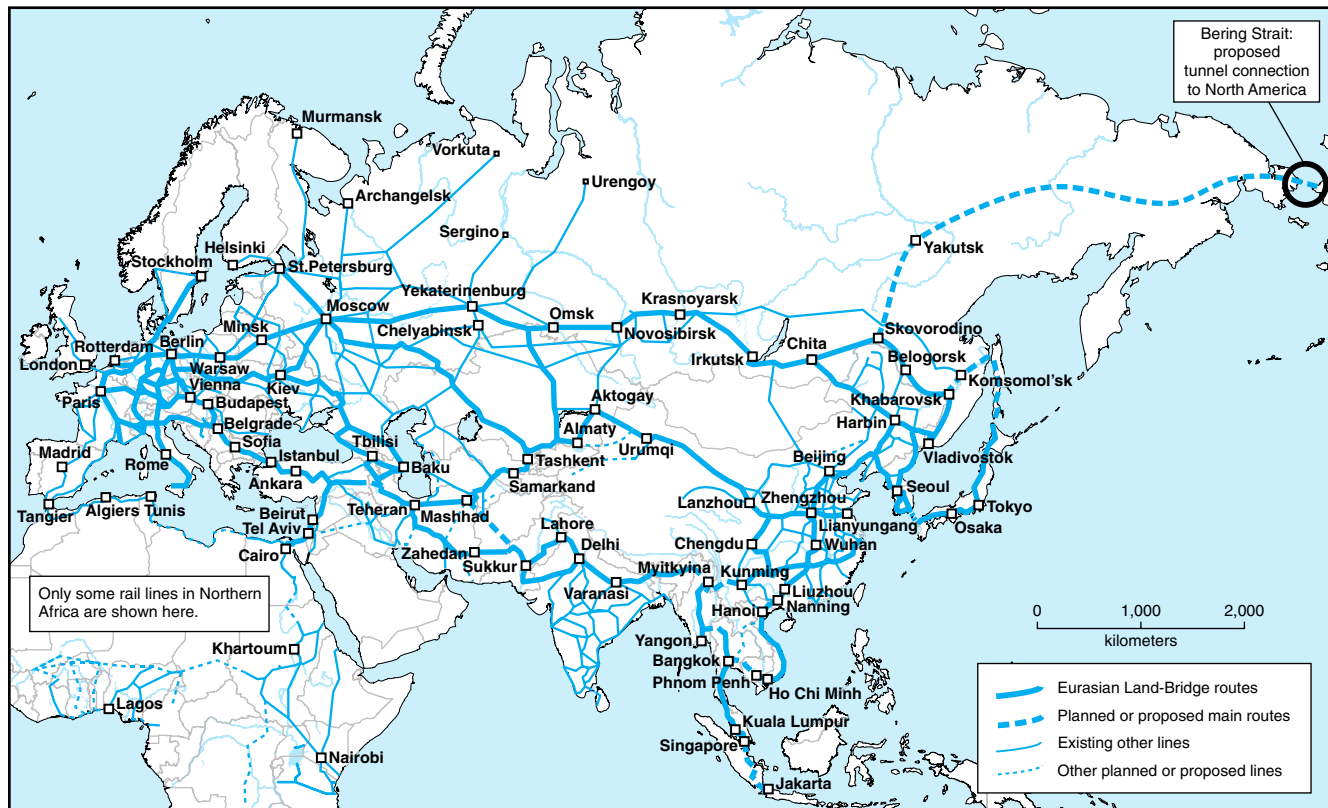 Bering Strait:
proposed
tunnel connection
to North America
Murmansk
Vorkuta
Urengoy
Archangelsk
Sergino
Yakutsk
Helsinki
Stockholm
St.Petersburg
Yekaterinenburg
Krasnoyarsk
Moscow
Omsk
Chelyabinsk
Novosibirsk
Skovorodino
Minsk
Berlin
Rotterdam
Irkutsk
Chita
Belogorsk
London
Warsaw
Vienna
Kiev
Komsomol'sk
Paris
Budapest
Aktogay
Khabarovsk
Belgrade
Almaty
Harbin
Sofia
Tbilisi
Urumqi
Vladivostok
Madrid
Istanbul
Baku
Tashkent
Beijing
Rome
Ankara
Samarkand
Seoul
Tangier
Algiers
Tunis
Beirut
Teheran
Mashhad
Lanzhou
Zhengzhou
Tokyo
Tel Aviv
Lahore
Lianyungang
Osaka
Cairo
Zahedan
Delhi
Chengdu
Wuhan
Sukkur
Myitkyina
Kunming
Varanasi
Liuzhou
Hanoi
Nanning
Only some rail lines in Northern
Africa are shown here.
0
1,000
2,000
kilometers
Khartoum
Yangon
Bangkok
Phnom Penh
Ho Chi Minh
Lagos
Kuala Lumpur
Singapore
Nairobi
Jakarta
Eurasian Land-Bridge routes
Planned or proposed main routes
Existing other lines
Other planned or proposed lines